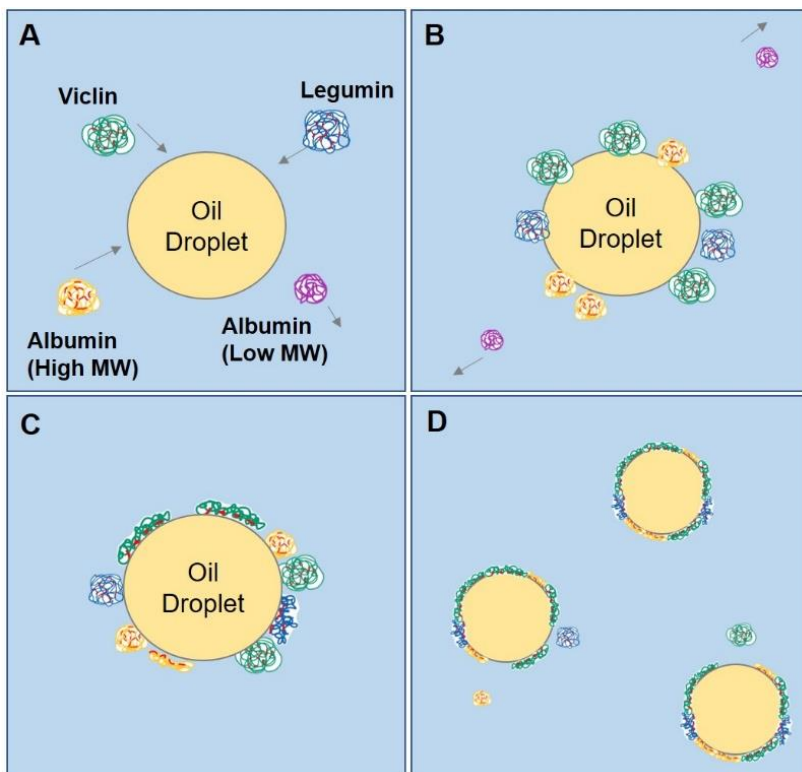 A
Viclin
Legumin
Oil
Droplet
Albumin
(High MW)
Albumin
(Low MW)
B
Oil
Droplet
C
Oil
Droplet
D